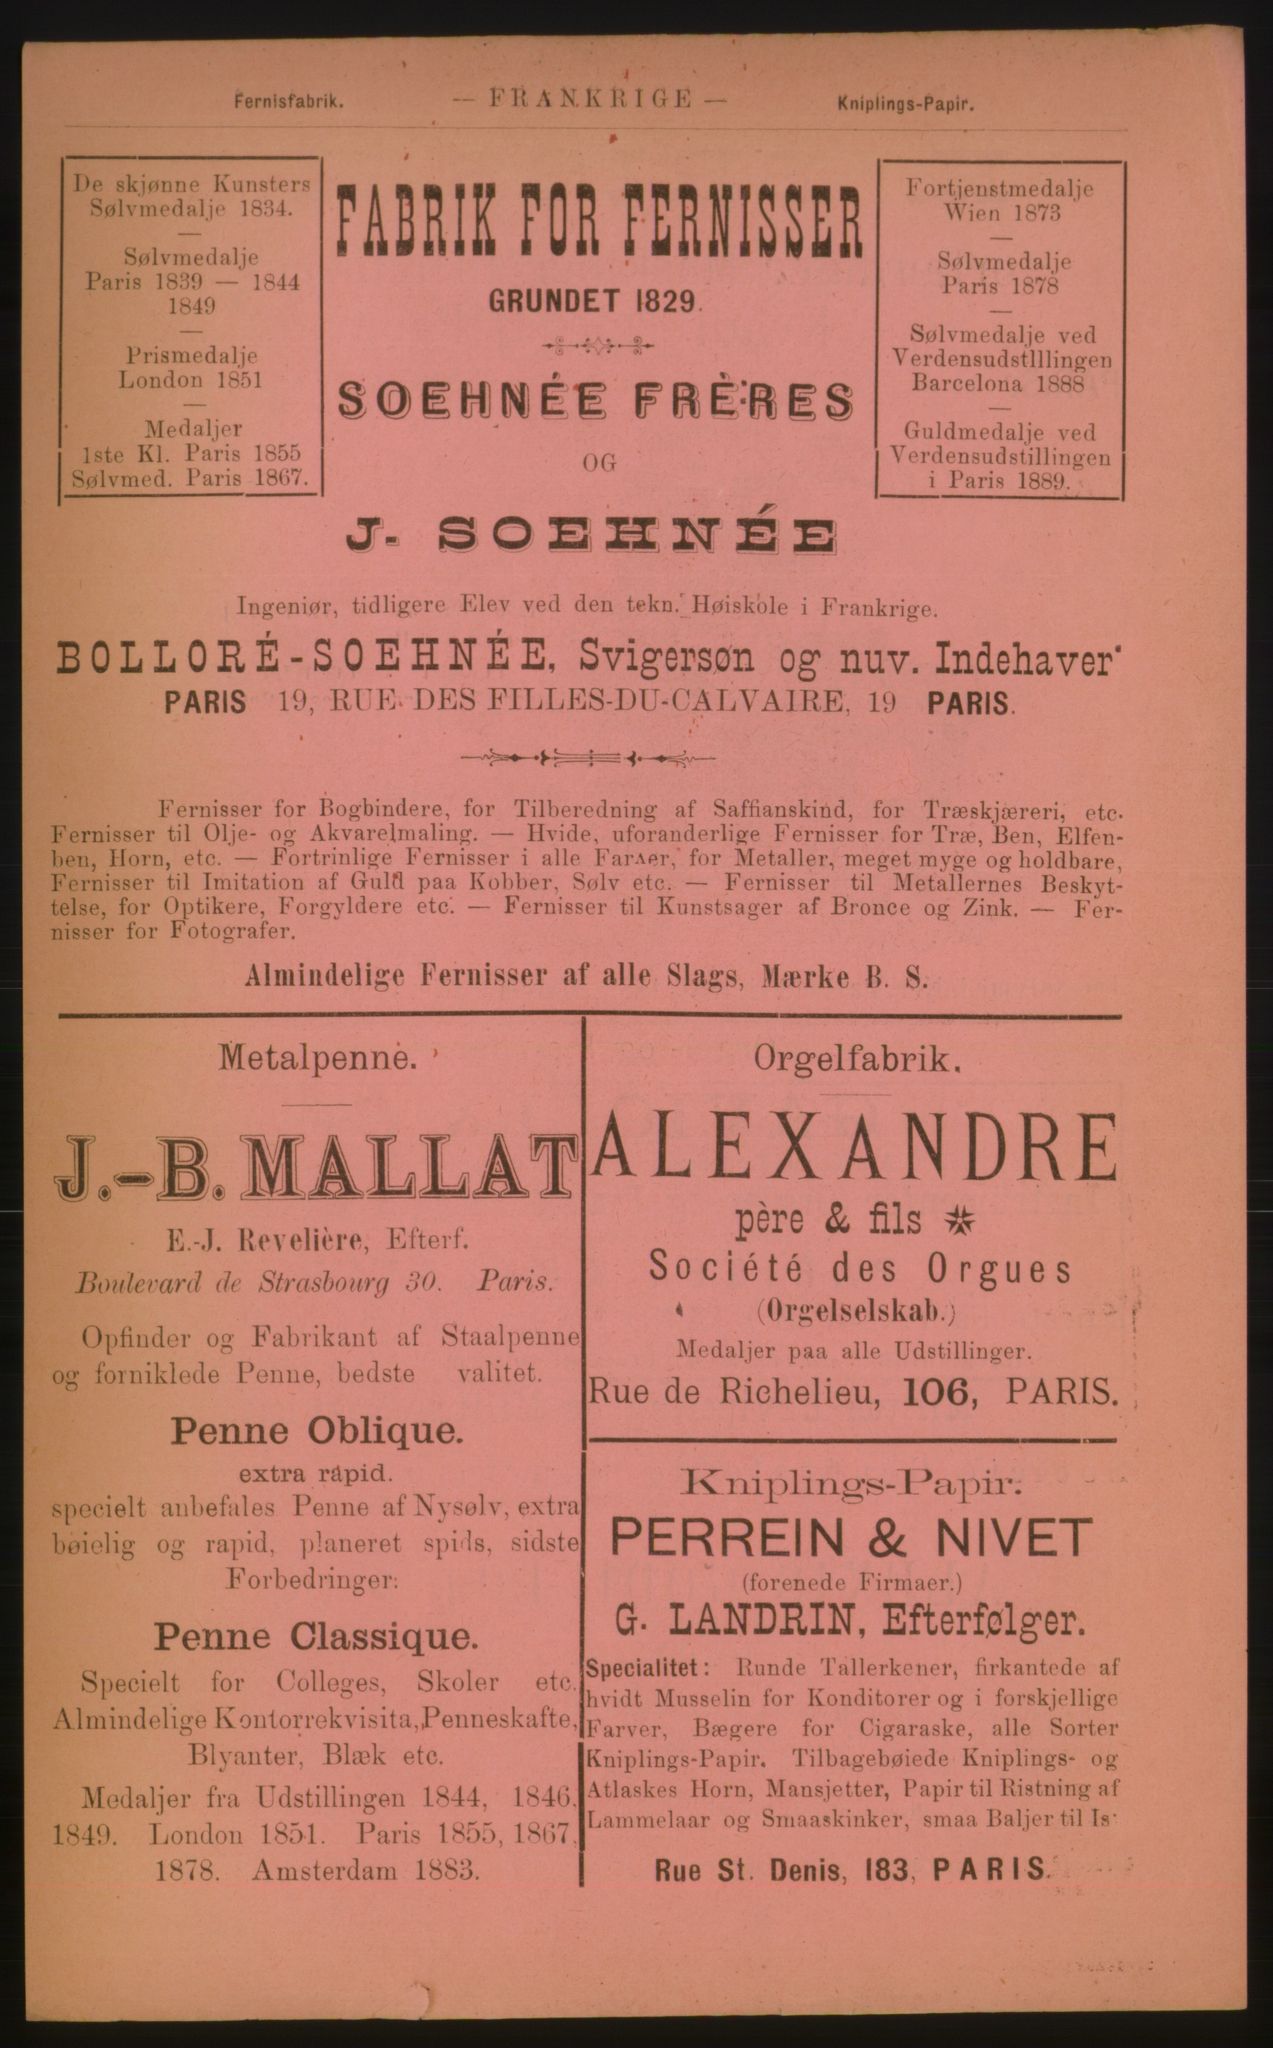 Fernisfabrik.
— FRANKRIGE —
Kniplings-Papir.
De skjønne Kunsters
Sølvmedalje 1834.
—
Sølvmedalje
Paris 1839 — 1844
1849
—
Prismedalje
London 1851
—
Medaljer
1ste Kl. Paris 1855
Sølvmed. Paris 1867.
FABRIK FOR FERNISSER
GRUNDET 1829.
SOEHNÉE FRÈRES
OG
J. SOEHNÉE
Fortjenstmedalje
Wien 1873
—
Sølvmedalje
Paris 1878
—
Sølvmedalje ved
Verdensudstlllingen
Barcelona 1888
—
Guldmedalje ved
Verdensudstillingen
i Paris 1889.
Ingeniør, tidligere Elev ved den tekn. Høiskole i Frankrige.
BOLLORÉ-SOEHNÉE, Svigersøn og nuv. Indehaver
PARIS 19, RUE DES FILLES-DU-CALVAIRE, 19 PARIS.
Fernisser for Bogbindere, for Tilberedning af Saffianskind, for Træskjæreri, etc.
Fernisser til Olje- og Akvarelmaling. — Hvide, uforanderlige Fernisser for Træ, Ben, Elfen-
ben, Horn, etc. — Fortrinlige Fernisser i alle Farver, for Metaller, meget myge og holdbare,
Fernisser til Imitation af Guld paa Kobber, Sølv etc. — Fernisser til Metallernes Beskyt-
telse, for Optikere, Forgyldere etc. — Fernisser til Kunstsager af Bronce og Zink. — Fer-
nisser for Fotografer.
Almindelige Fernisser af alle Slags, Mærke B. S.
Metalpenne.
J.-B. MALLAT
E.-J. Revelière, Efterf.
Boulevard de Strasbourg 30. Paris.
Opfinder og Fabrikant af Staalpenne
og forniklede Penne, bedste valitet.
Penne Oblique.
extra rapid.
specielt anbefales Penne af Nysølv, extra
bøielig og rapid, planeret spids, sidste
Forbedringer:
Penne Classique.
Specielt for Colleges, Skoler etc.
Almindelige Kontorrekvisita, Penneskafte,
Blyanter, Blæk etc.
Medaljer fra Udstillingen 1844, 1846,
1849. London 1851. Paris 1855, 1867,
1878. Amsterdam 1883.
Orgelfabrik.
ALEXANDRE
père & fils ✻
Société des Orgues
(Orgelselskab.)
Medaljer paa alle Udstillinger.
Rue de Richelieu, 106, PARIS.
Kniplings-Papir.
PERREIN & NIVET
(forenede Firmaer.)
G. LANDRIN, Efterfølger.
Specialitet: Runde Tallerkener, firkantede af
hvidt Musselin for Konditorer og i forskjellige
Farver, Bægere for Cigaraske, alle Sorter
Kniplings-Papir. Tilbagebøiede Kniplings- og
Atlaskes Horn, Mansjetter, Papir til Ristning af
Lammelaar og Smaaskinker, smaa Baljer til Is
Rue St. Denis, 183, PARIS.